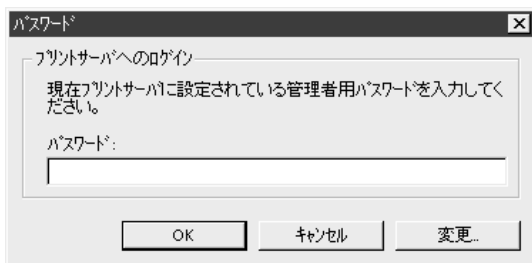 ﾊﾟｽﾜｰﾄﾞ
ﾌﾟﾘﾝﾄｻｰﾊﾞへのﾛｸﾞｲﾝ
現在ﾌﾟﾘﾝﾄｻｰﾊﾞに設定されている管理者用ﾊﾟｽﾜｰﾄﾞを入力してく
ださい。
ﾊﾟｽﾜｰﾄﾞ:
OK
ｷｬﾝｾﾙ
変更...